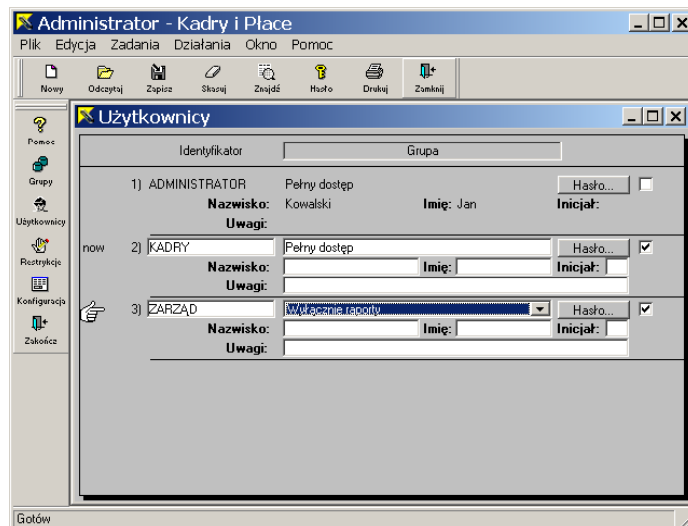 Administrator - Kadry i Płace
Plik Edycja Zadania Działania Okno Pomoc
Nowy Odczytaj Zapisz Skasuj Znajdź Hasło Drukuj Zamknij
Pomoc
Grupy
Użytkownicy
Restrykcje
Konfiguracja
Zakończ
Użytkownicy
Identyfikator Grupa
1) ADMINISTRATOR Pełny dostęp Hasło...
Nazwisko: Kowalski Imię: Jan Inicjał:
Uwagi:
now 2) KADRY Pełny dostęp Hasło...
Nazwisko: Imię: Inicjał:
Uwagi:
3) ZARZĄD Wyłącznie raporty Hasło...
Nazwisko: Imię: Inicjał:
Uwagi:
Gotów